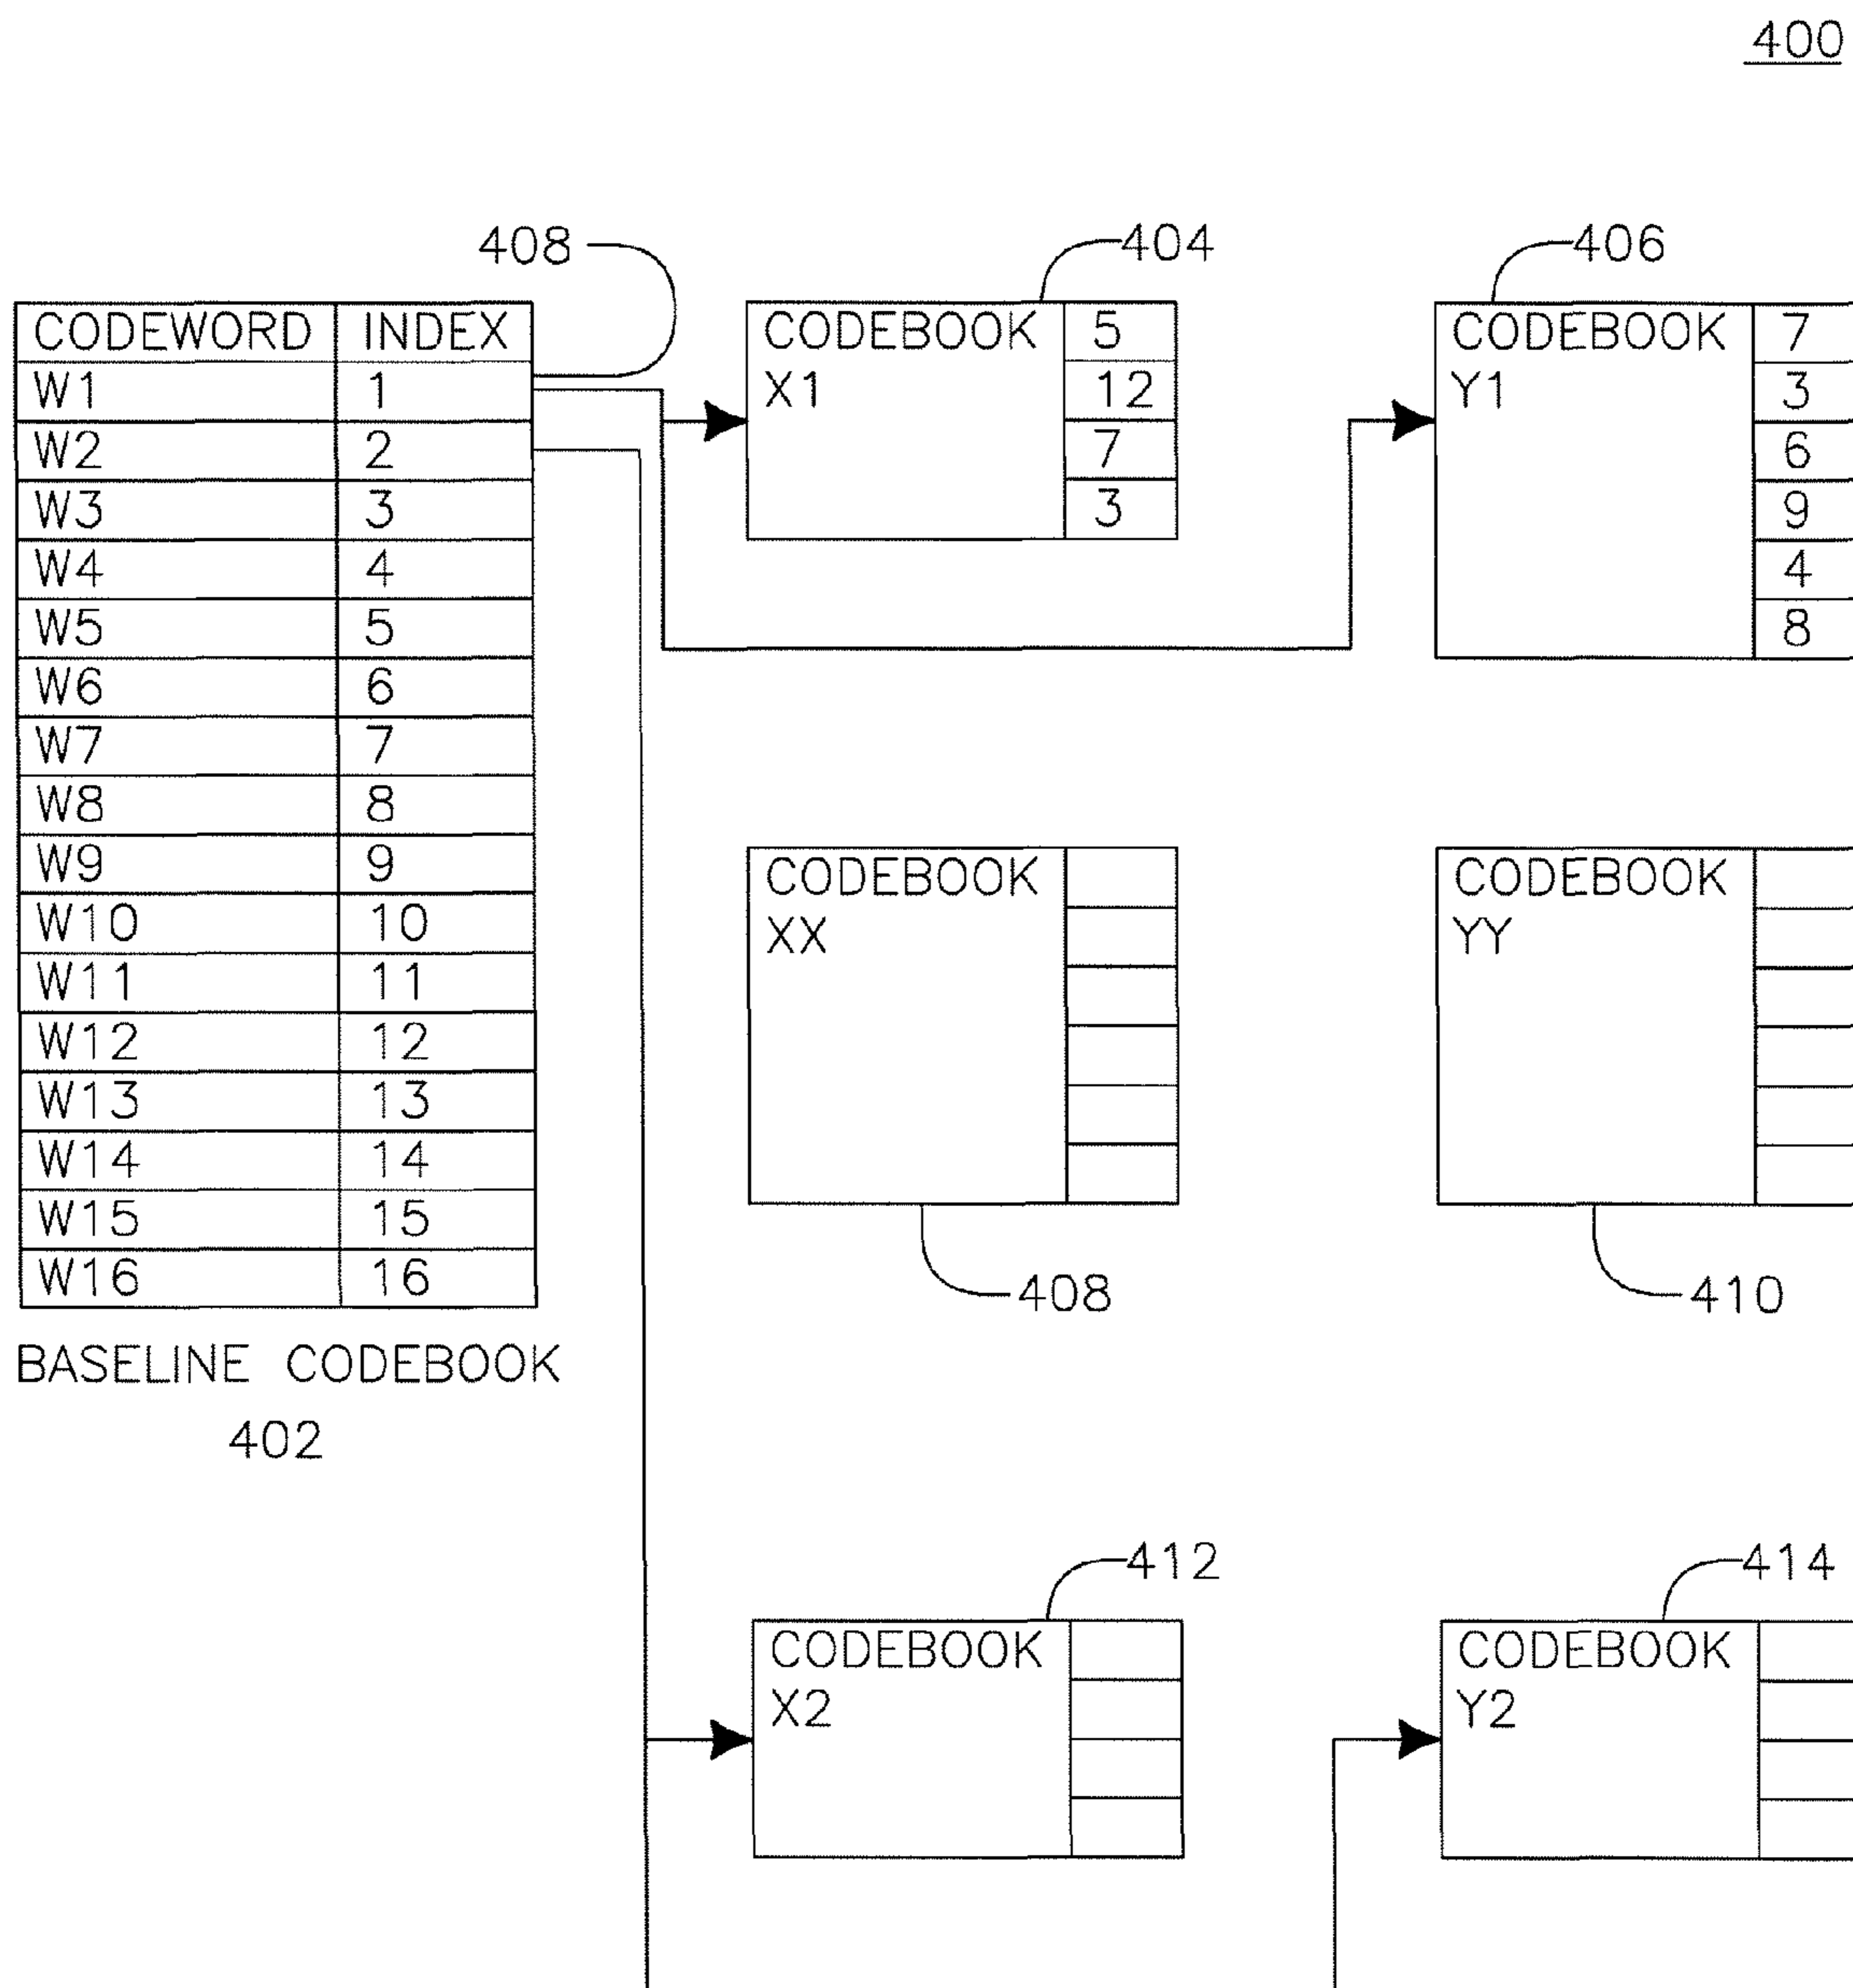 400
408
404
406
CODEWORD INDEX
W1 1
W2 2
W3 3
W4 4
W5 5
W6 6
W7 7
W8 8
W9 9
W10 10
W11 11
W12 12
W13 13
W14 14
W15 15
W16 16
BASELINE CODEBOOK
402
CODEBOOK 5
X1 12
7
3
CODEBOOK 7
Y1 3
6
9
4
8
CODEBOOK
XX
408
CODEBOOK
YY
410
412
CODEBOOK
X2
414
CODEBOOK
Y2